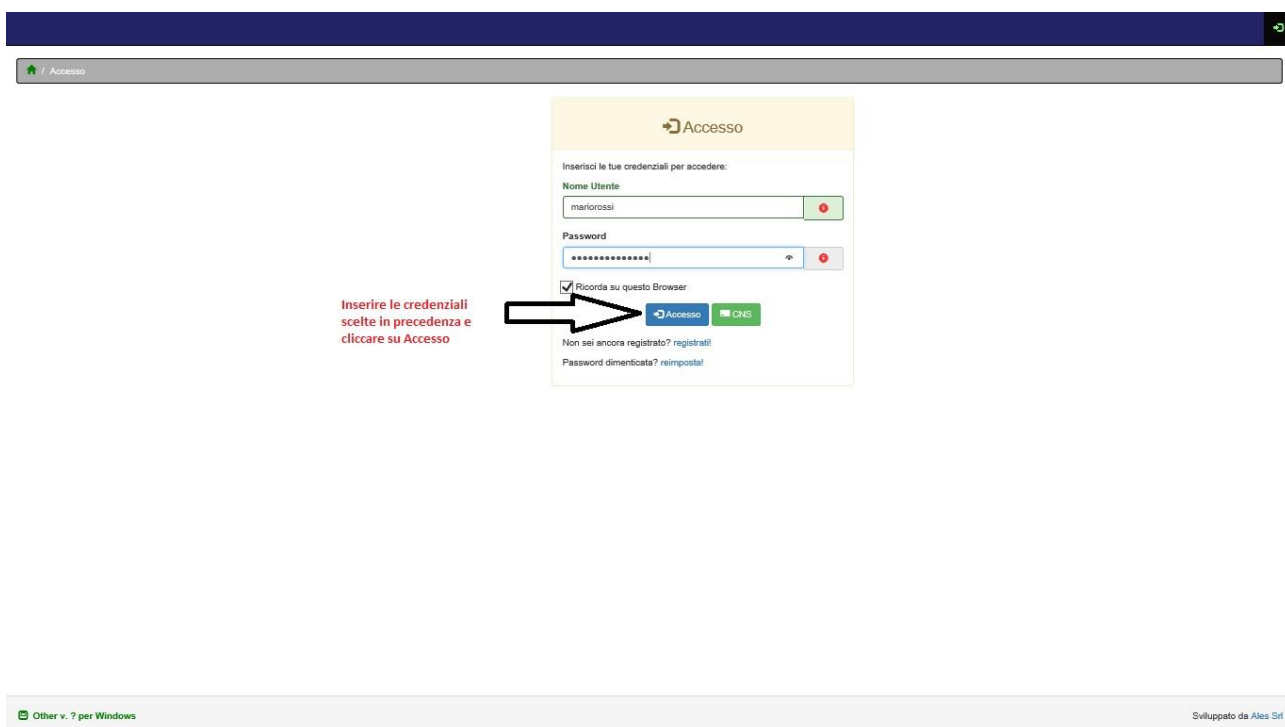 / Accesso
Accesso
Inserisci le tue credenziali per accedere:
Nome Utente
mariorossi
Password
••••••••••••••
Ricorda su questo Browser
Inserire le credenziali
scelte in precedenza e
cliccare su Accesso
Accesso CNS
Non sei ancora registrato? registrati!
Password dimenticata? reimposta!
Other v. ? per Windows
Sviluppato da Ales Srl